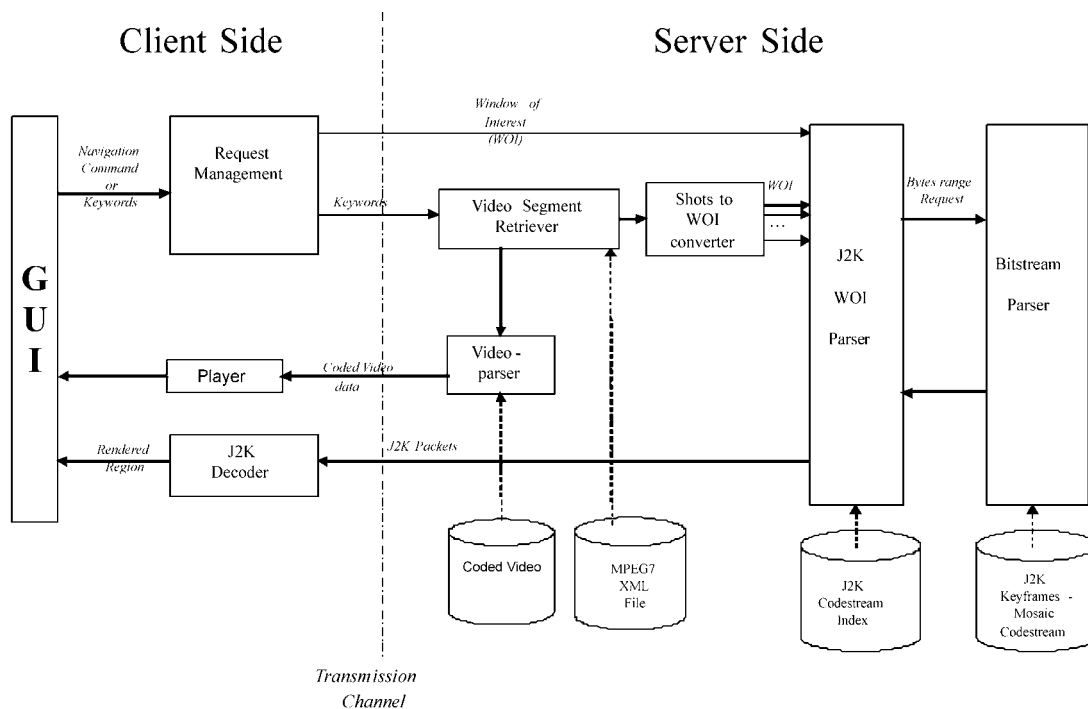 Client Side
Server Side
Window of
Interest
(WOI)
Navigation
Command
or
Keywords
Request
Management
Keywords
Video Segment
Retriever
Shots to
WOI
converter
WOI
...
Bytes range
Request
J2K
WOI
Parser
Bitstream
Parser
G
U
I
Player
Coded Video
data
Video -
parser
Rendered
Region
J2K
Decoder
J2K Packets
Coded Video
MPEG7
XML
File
J2K
Codestream
Index
J2K
Keyframes -
Mosaic
Codestream
Transmission
Channel